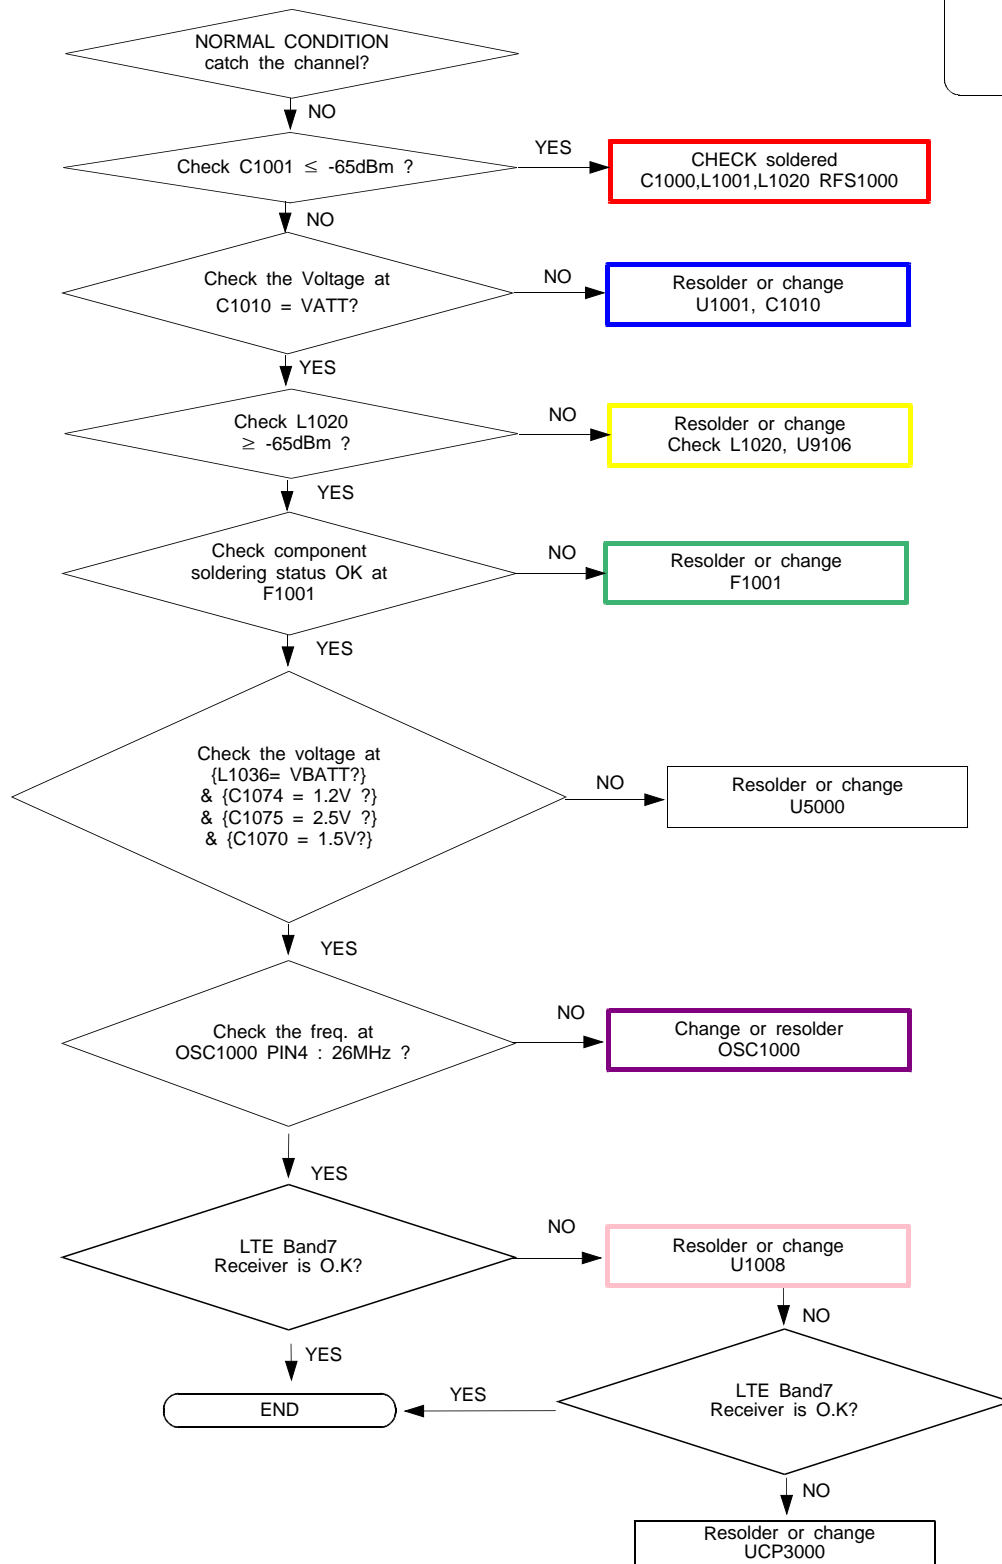 NORMAL CONDITION
catch the channel?
NO
Check C1001 ≤ -65dBm ?
YES
CHECK soldered
C1000,L1001,L1020 RFS1000
NO
Check the Voltage at
C1010 = VATT?
NO
Resolder or change
U1001, C1010
YES
Check L1020
≥ -65dBm ?
NO
Resolder or change
Check L1020, U9106
YES
Check component
soldering status OK at
F1001
NO
Resolder or change
F1001
YES
Check the voltage at
{L1036= VBATT?}
& {C1074 = 1.2V ?}
& {C1075 = 2.5V ?}
& {C1070 = 1.5V?}
NO
Resolder or change
U5000
YES
Check the freq. at
OSC1000 PIN4 : 26MHz ?
NO
Change or resolder
OSC1000
YES
LTE Band7
Receiver is O.K?
NO
Resolder or change
U1008
NO
YES
LTE Band7
Receiver is O.K?
YES
END
NO
Resolder or change
UCP3000